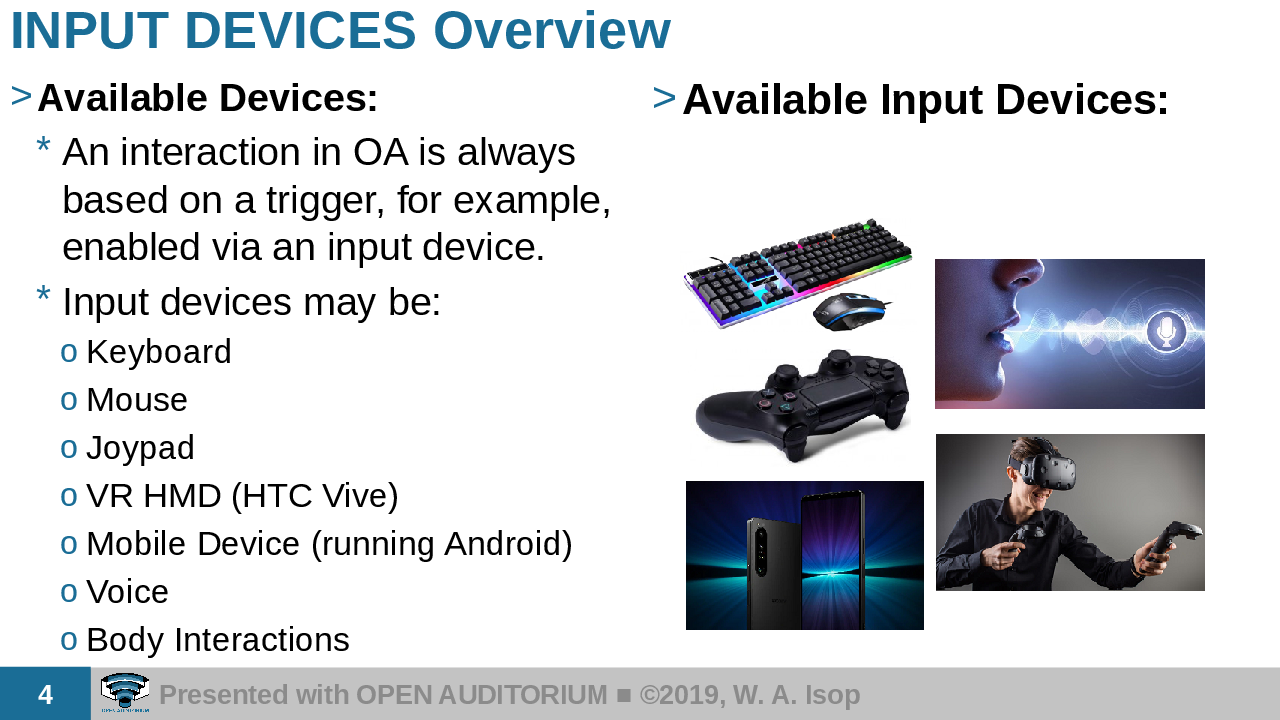 INPUT DEVICES Overview
> Available Devices:
* An interaction in OA is always
based on a trigger, for example,
enabled via an input device.
* Input devices may be:
o Keyboard
o Mouse
o Joypad
o VR HMD (HTC Vive)
o Mobile Device (running Android)
o Voice
o Body Interactions
> Available Input Devices:
4
OPEN AUDITORIUM
Presented with OPEN AUDITORIUM ■ ©2019, W. A. Isop